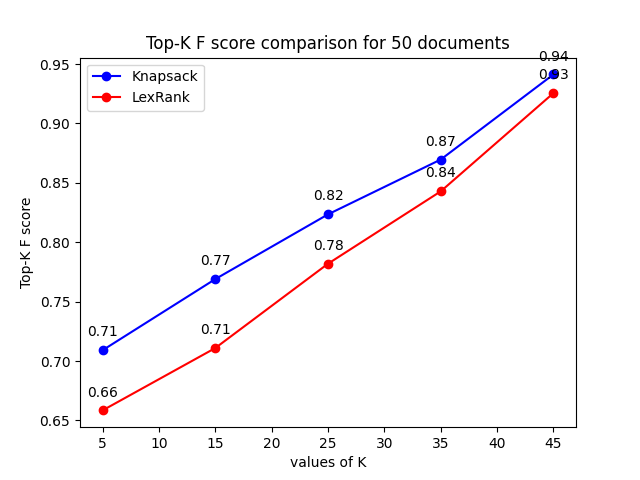 Top-K F score comparison for 50 documents
Knapsack
LexRank
Top-K F score
0.95
0.90
0.85
0.80
0.75
0.70
0.65
0.94
0.93
0.87
0.84
0.82
0.78
0.77
0.71
0.71
0.66
5 10 15 20 25 30 35 40 45
values of K